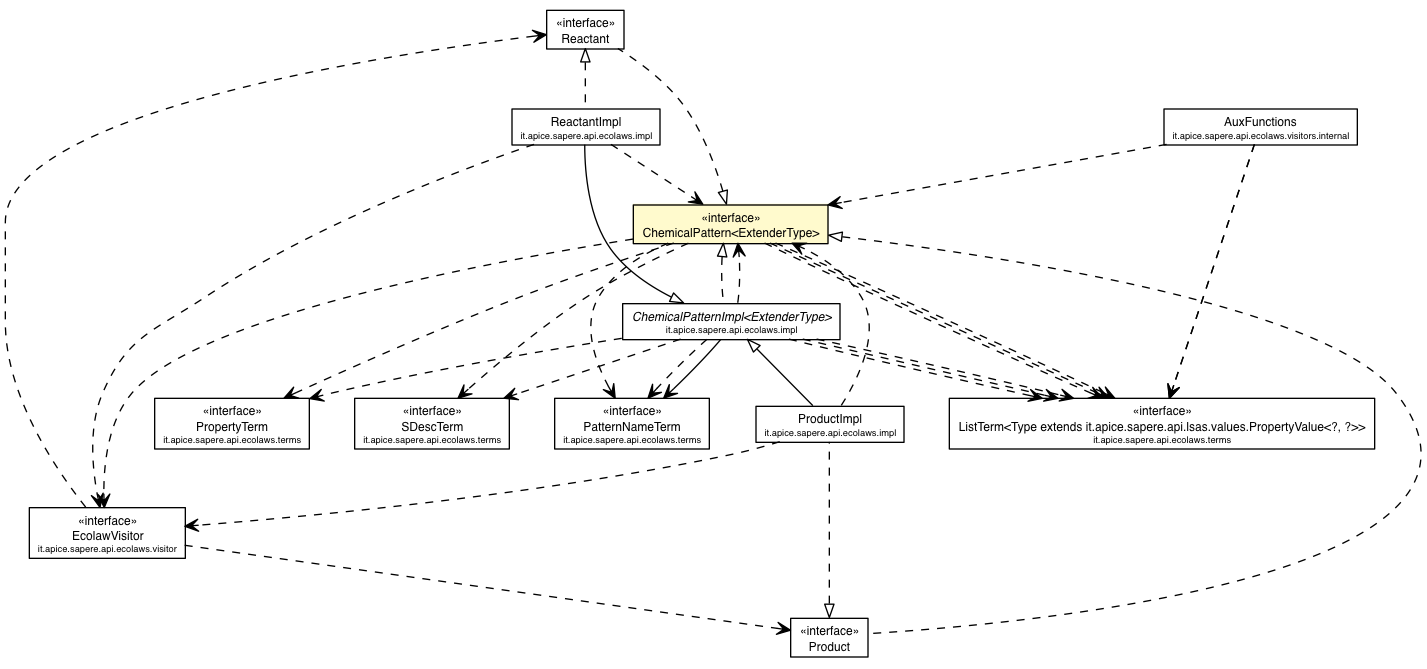 «interface»
Reactant
ReactantImpl
it.apice.sapere.api.ecolaws.impl
AuxFunctions
it.apice.sapere.api.ecolaws.visitors.internal
«interface»
ChemicalPattern<ExtenderType>
ChemicalPatternImpl<ExtenderType>
it.apice.sapere.api.ecolaws.impl
«interface»
PropertyTerm
it.apice.sapere.api.ecolaws.terms
«interface»
SDescTerm
it.apice.sapere.api.ecolaws.terms
«interface»
PatternNameTerm
it.apice.sapere.api.ecolaws.terms
ProductImpl
it.apice.sapere.api.ecolaws.impl
«interface»
ListTerm<Type extends it.apice.sapere.api.lsas.values.PropertyValue<?, ?>>
it.apice.sapere.api.ecolaws.terms
«interface»
EcolawVisitor
it.apice.sapere.api.ecolaws.visitor
«interface»
Product